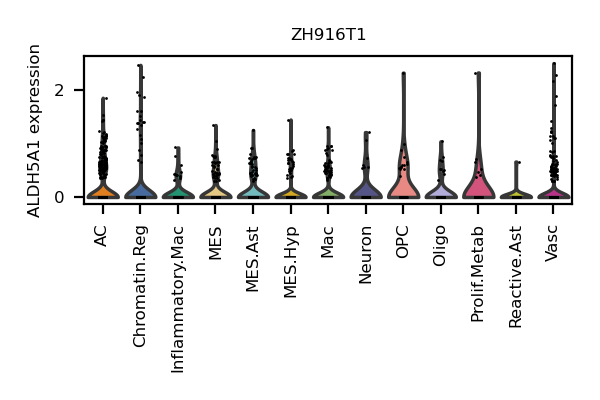 ZH916T1
ALDH5A1 expression
2
0
AC
Chromatin.Reg
Inflammatory.Mac
MES
MES.Ast
MES.Hyp
Mac
Neuron
OPC
Oligo
Prolif.Metab
Reactive.Ast
Vasc